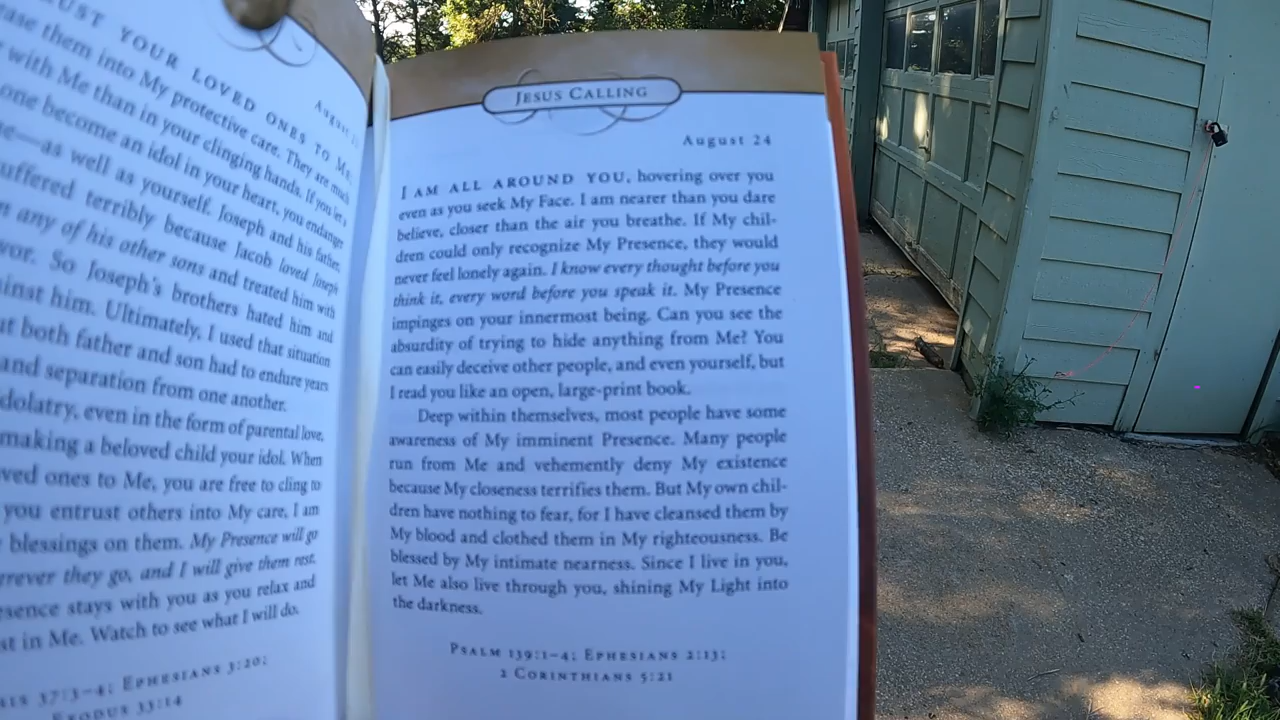 UST YOUR LOVED ONES TO ME;
ease them into My protective care. They are much
with Me than in your clinging hands. If you let a
one become an idol in your heart, you endanger
—as well as yourself. Joseph and his father,
uffered terribly because Jacob loved Joseph
any of his other sons and treated him with
vor. So Joseph's brothers hated him and
inst him. Ultimately, I used that situation
at both father and son had to endure years
and separation from one another.
dolatry, even in the form of parental love,
making a beloved child your idol. When
ved ones to Me, you are free to cling to
you entrust others into My care, I am
blessings on them. My Presence will go
rever they go, and I will give them rest.
sence stays with you as you relax and
st in Me. Watch to see what I will do.
37:3–4; EPHESIANS 3:20;
EXODUS 33:14
August
JESUS CALLING
August 24
I AM ALL AROUND YOU, hovering over you
even as you seek My Face. I am nearer than you dare
believe, closer than the air you breathe. If My chil-
dren could only recognize My Presence, they would
never feel lonely again. I know every thought before you
think it, every word before you speak it. My Presence
impinges on your innermost being. Can you see the
absurdity of trying to hide anything from Me? You
can easily deceive other people, and even yourself, but
I read you like an open, large-print book.
Deep within themselves, most people have some
awareness of My imminent Presence. Many people
run from Me and vehemently deny My existence
because My closeness terrifies them. But My own chil-
dren have nothing to fear, for I have cleansed them by
My blood and clothed them in My righteousness. Be
blessed by My intimate nearness. Since I live in you,
let Me also live through you, shining My Light into
the darkness.
PSALM 139:1–4; EPHESIANS 2:13;
2 CORINTHIANS 5:21